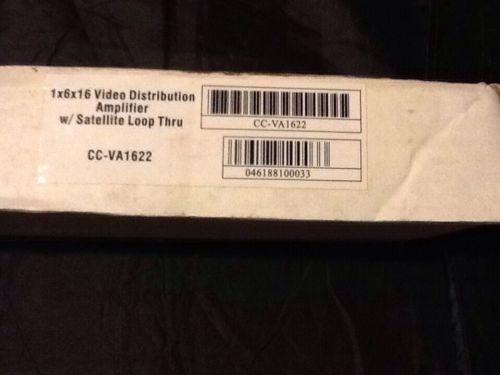 1x6x16 Video Distribution
Amplifier
w/ Satellite Loop Thru
CC-VA1622
CC-VA1622
046188100033